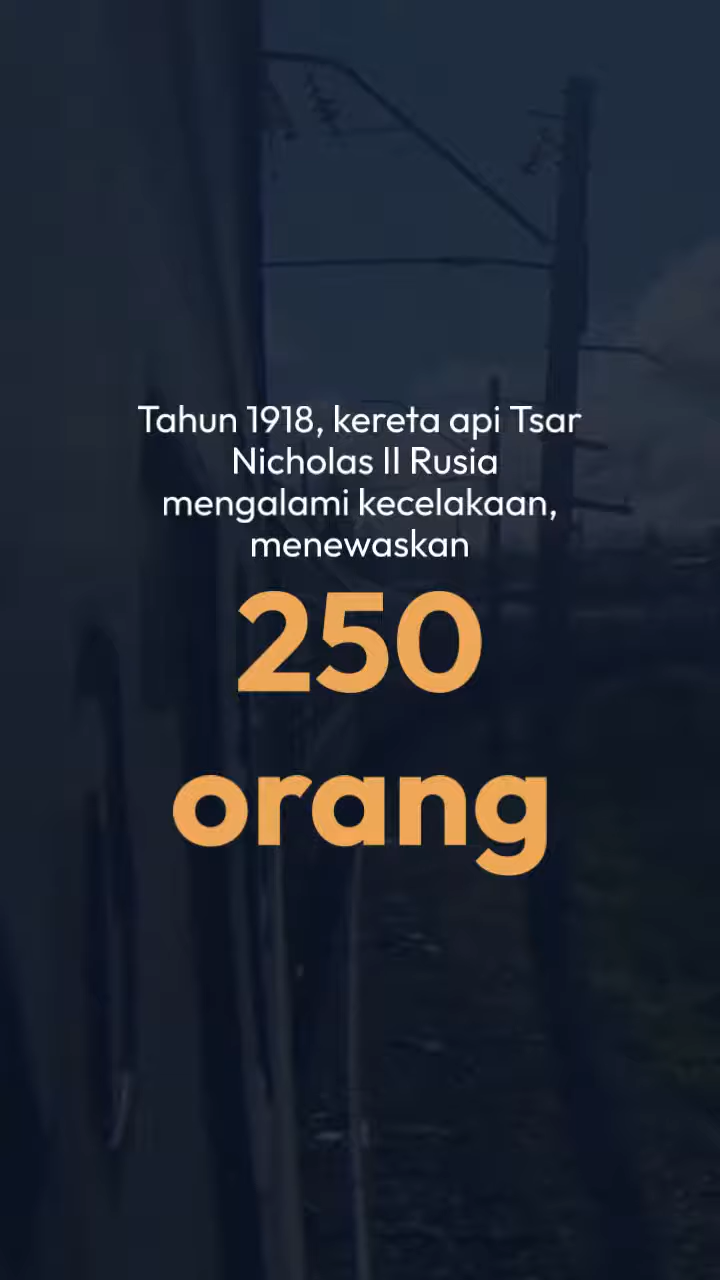 Tahun 1918, kereta api Tsar
Nicholas II Rusia
mengalami kecelakaan,
menewaskan
250
orang